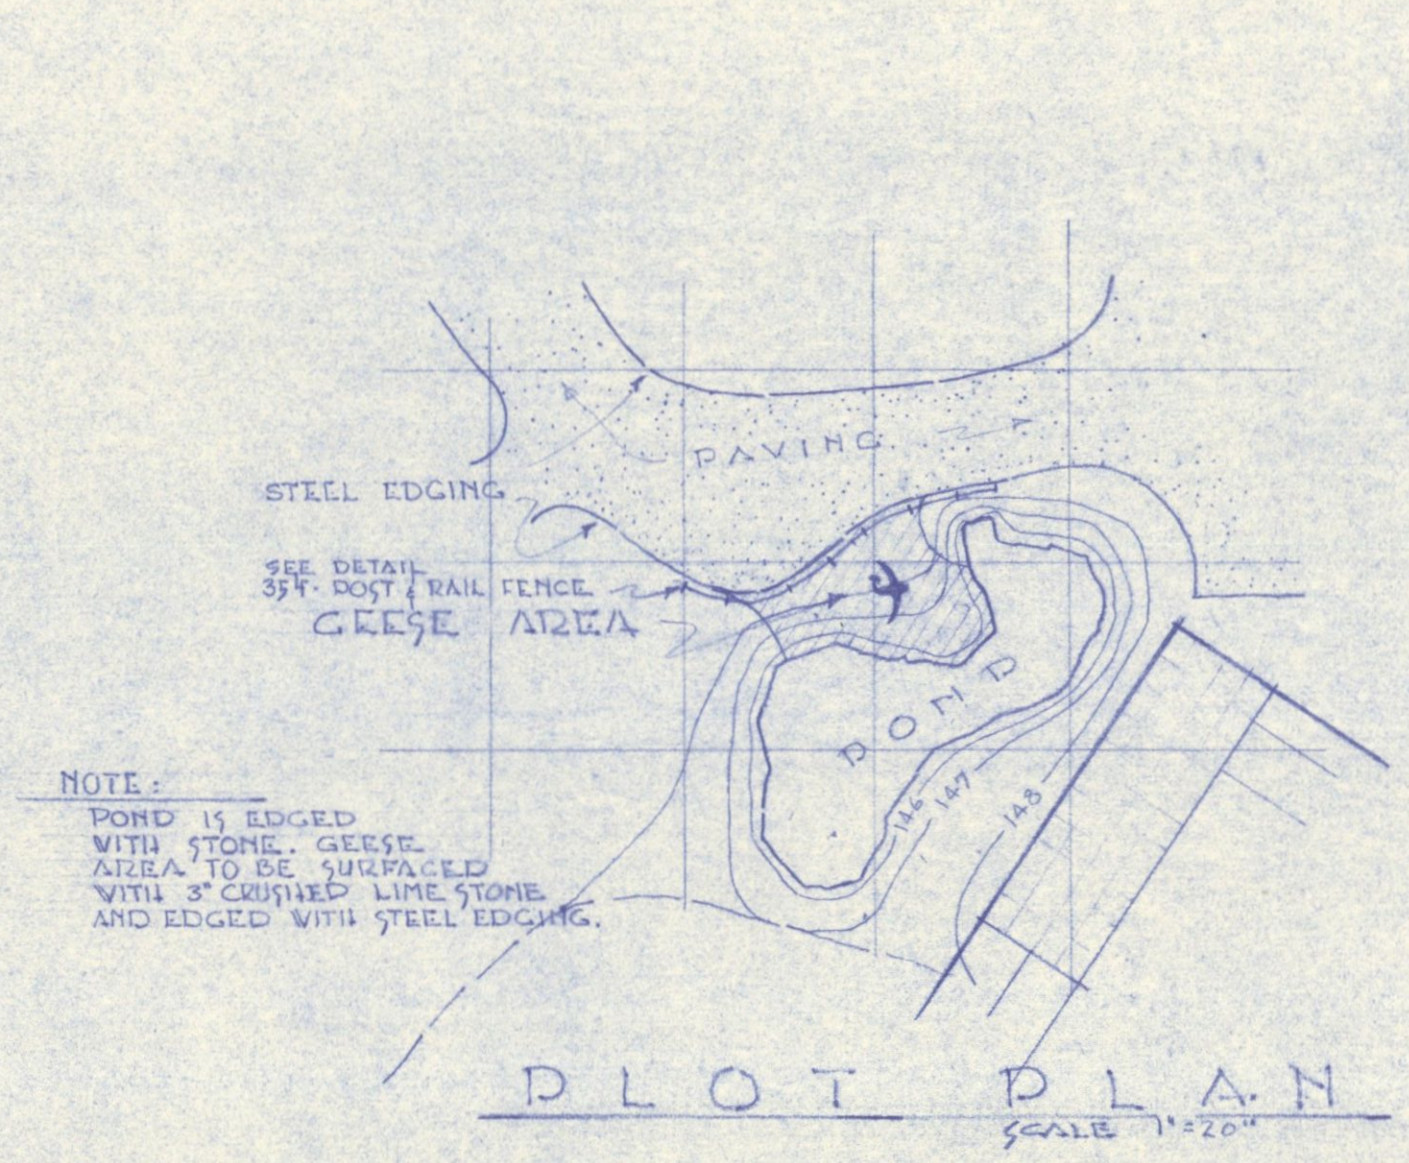 PAVING
STEEL EDGING
SEE DETAIL
35 FT. POST & RAIL FENCE
GEESE AREA
POND
146
147
148
NOTE:
POND IS EDGED
WITH STONE. GEESE
AREA TO BE SURFACED
WITH 3" CRUSHED LIME STONE
AND EDGED WITH STEEL EDGING.
PLOT PLAN
SCALE 1"=20"